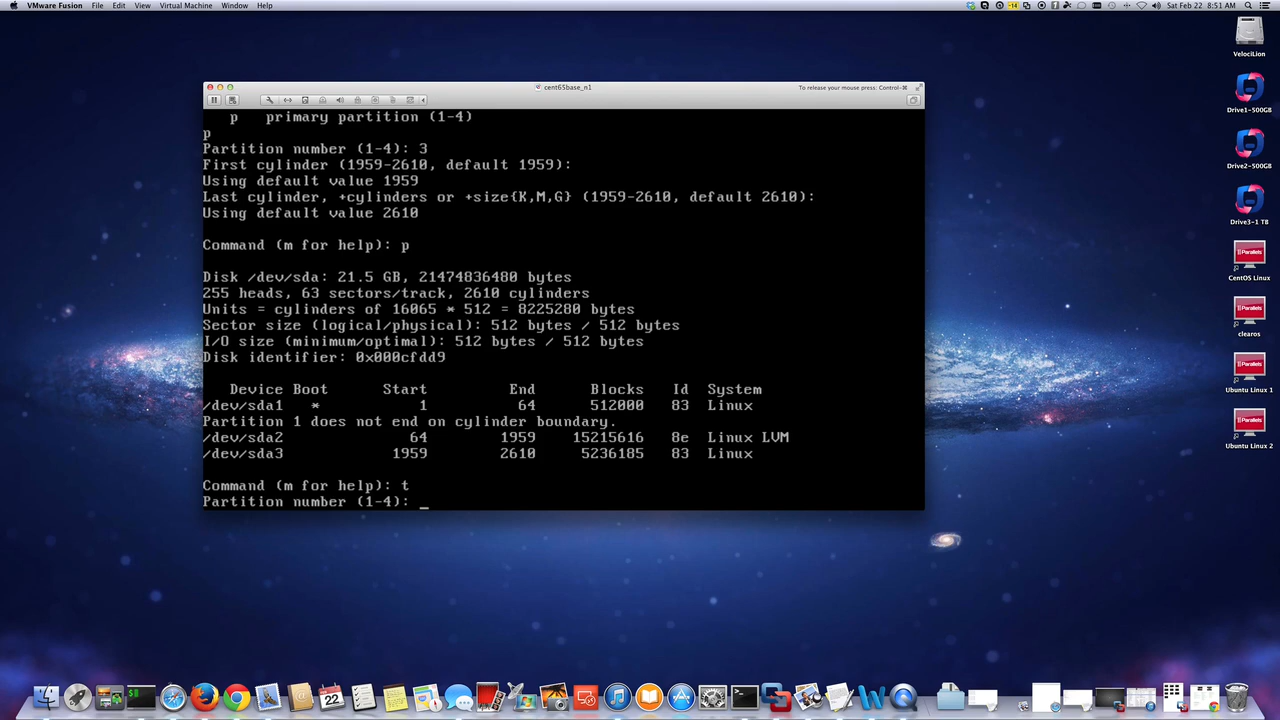 VMware Fusion File Edit View Virtual Machine Window Help
-14 Sat Feb 22 8:51 AM
VelociLion
Drive1-500GB
Drive2-500GB
Drive3-1 TB
|| Parallels
CentOS Linux
|| Parallels
clearos
|| Parallels
Ubuntu Linux 1
|| Parallels
Ubuntu Linux 2
cent65base_n1
To release your mouse press: Control-⌘
p primary partition (1-4)
p
Partition number (1-4): 3
First cylinder (1959-2610, default 1959):
Using default value 1959
Last cylinder, +cylinders or +size{K,M,G} (1959-2610, default 2610):
Using default value 2610
Command (m for help): p
Disk /dev/sda: 21.5 GB, 21474836480 bytes
255 heads, 63 sectors/track, 2610 cylinders
Units = cylinders of 16065 * 512 = 8225280 bytes
Sector size (logical/physical): 512 bytes / 512 bytes
I/O size (minimum/optimal): 512 bytes / 512 bytes
Disk identifier: 0x000cfdd9
Device Boot Start End Blocks Id System
/dev/sda1 * 1 64 512000 83 Linux
Partition 1 does not end on cylinder boundary.
/dev/sda2 64 1959 15215616 8e Linux LVM
/dev/sda3 1959 2610 5236185 83 Linux
Command (m for help): t
Partition number (1-4): _
22